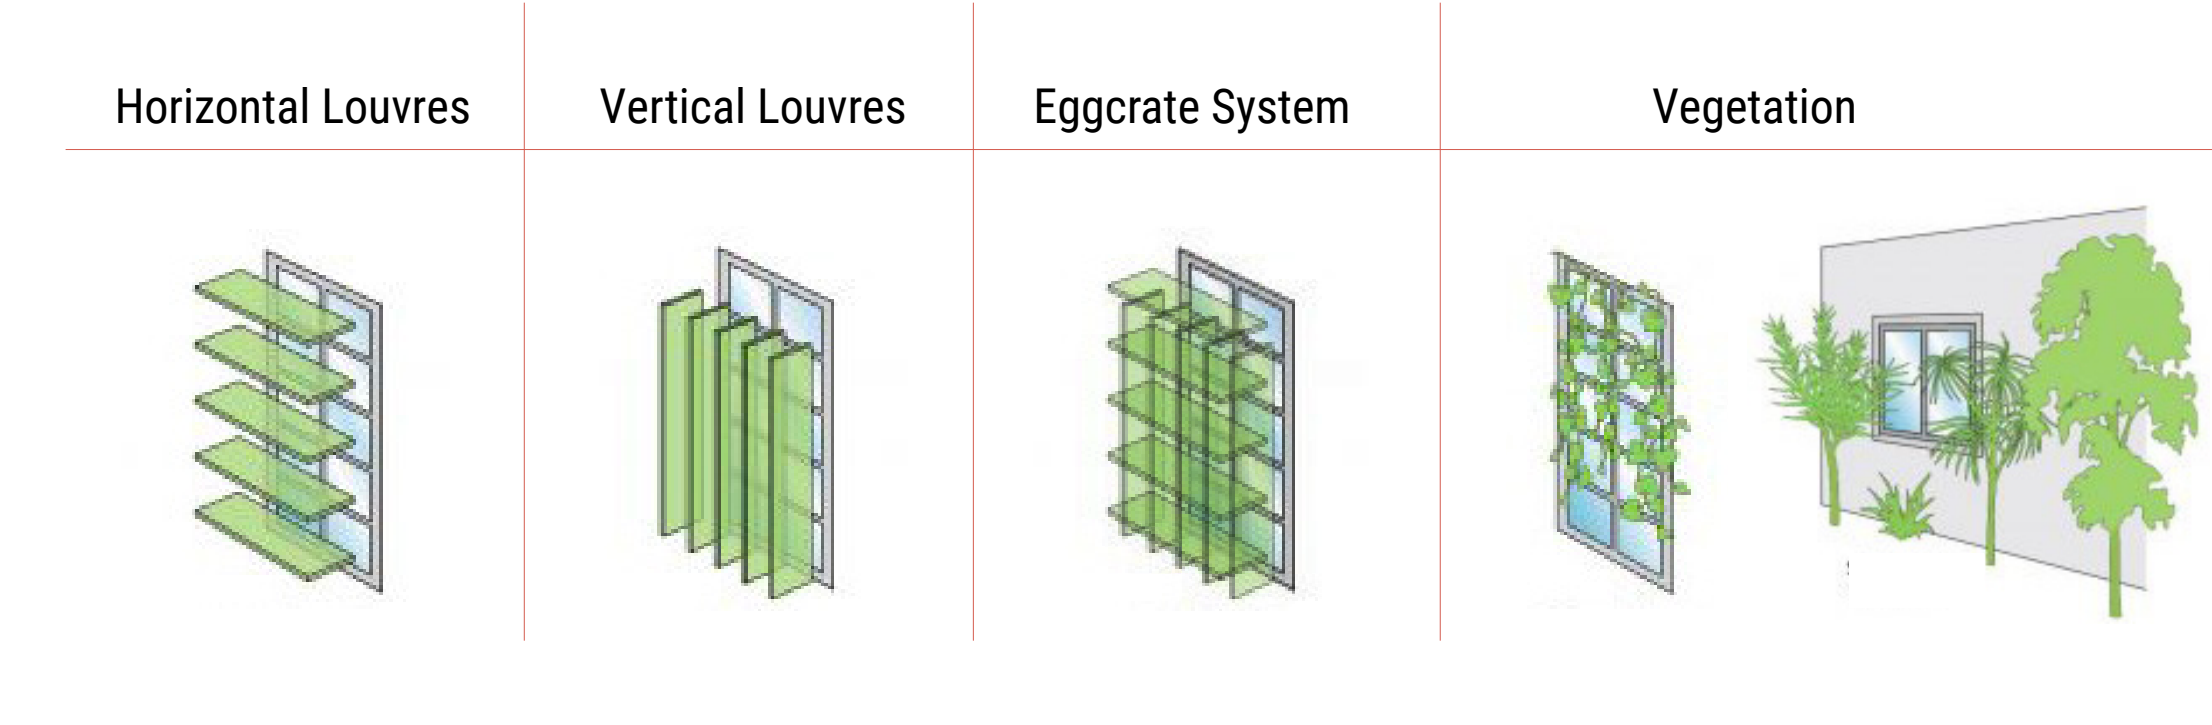 Horizontal Louvres
Vertical Louvres
Eggcrate System
Vegetation